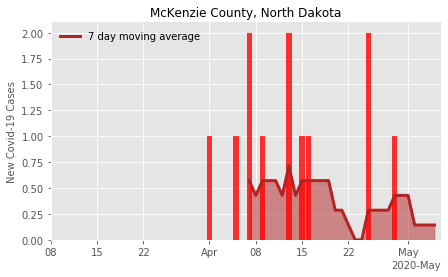 McKenzie County, North Dakota
7 day moving average
New Covid-19 Cases
2.00
1.75
1.50
1.25
1.00
0.75
0.50
0.25
0.00
08 15 22 Apr 08 15 22 May
2020-May